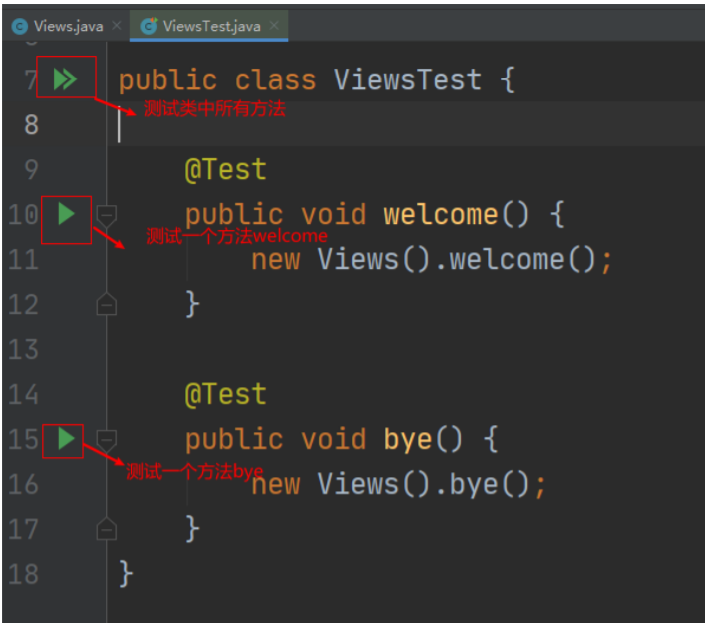 Views.java ViewsTest.java
7 public class ViewsTest {
测试类中所有方法
8
9 @Test
10 public void welcome() {
测试一个方法welcome
11 new Views().welcome();
12 }
13
14 @Test
15 public void bye() {
测试一个方法bye
16 new Views().bye();
17 }
18 }